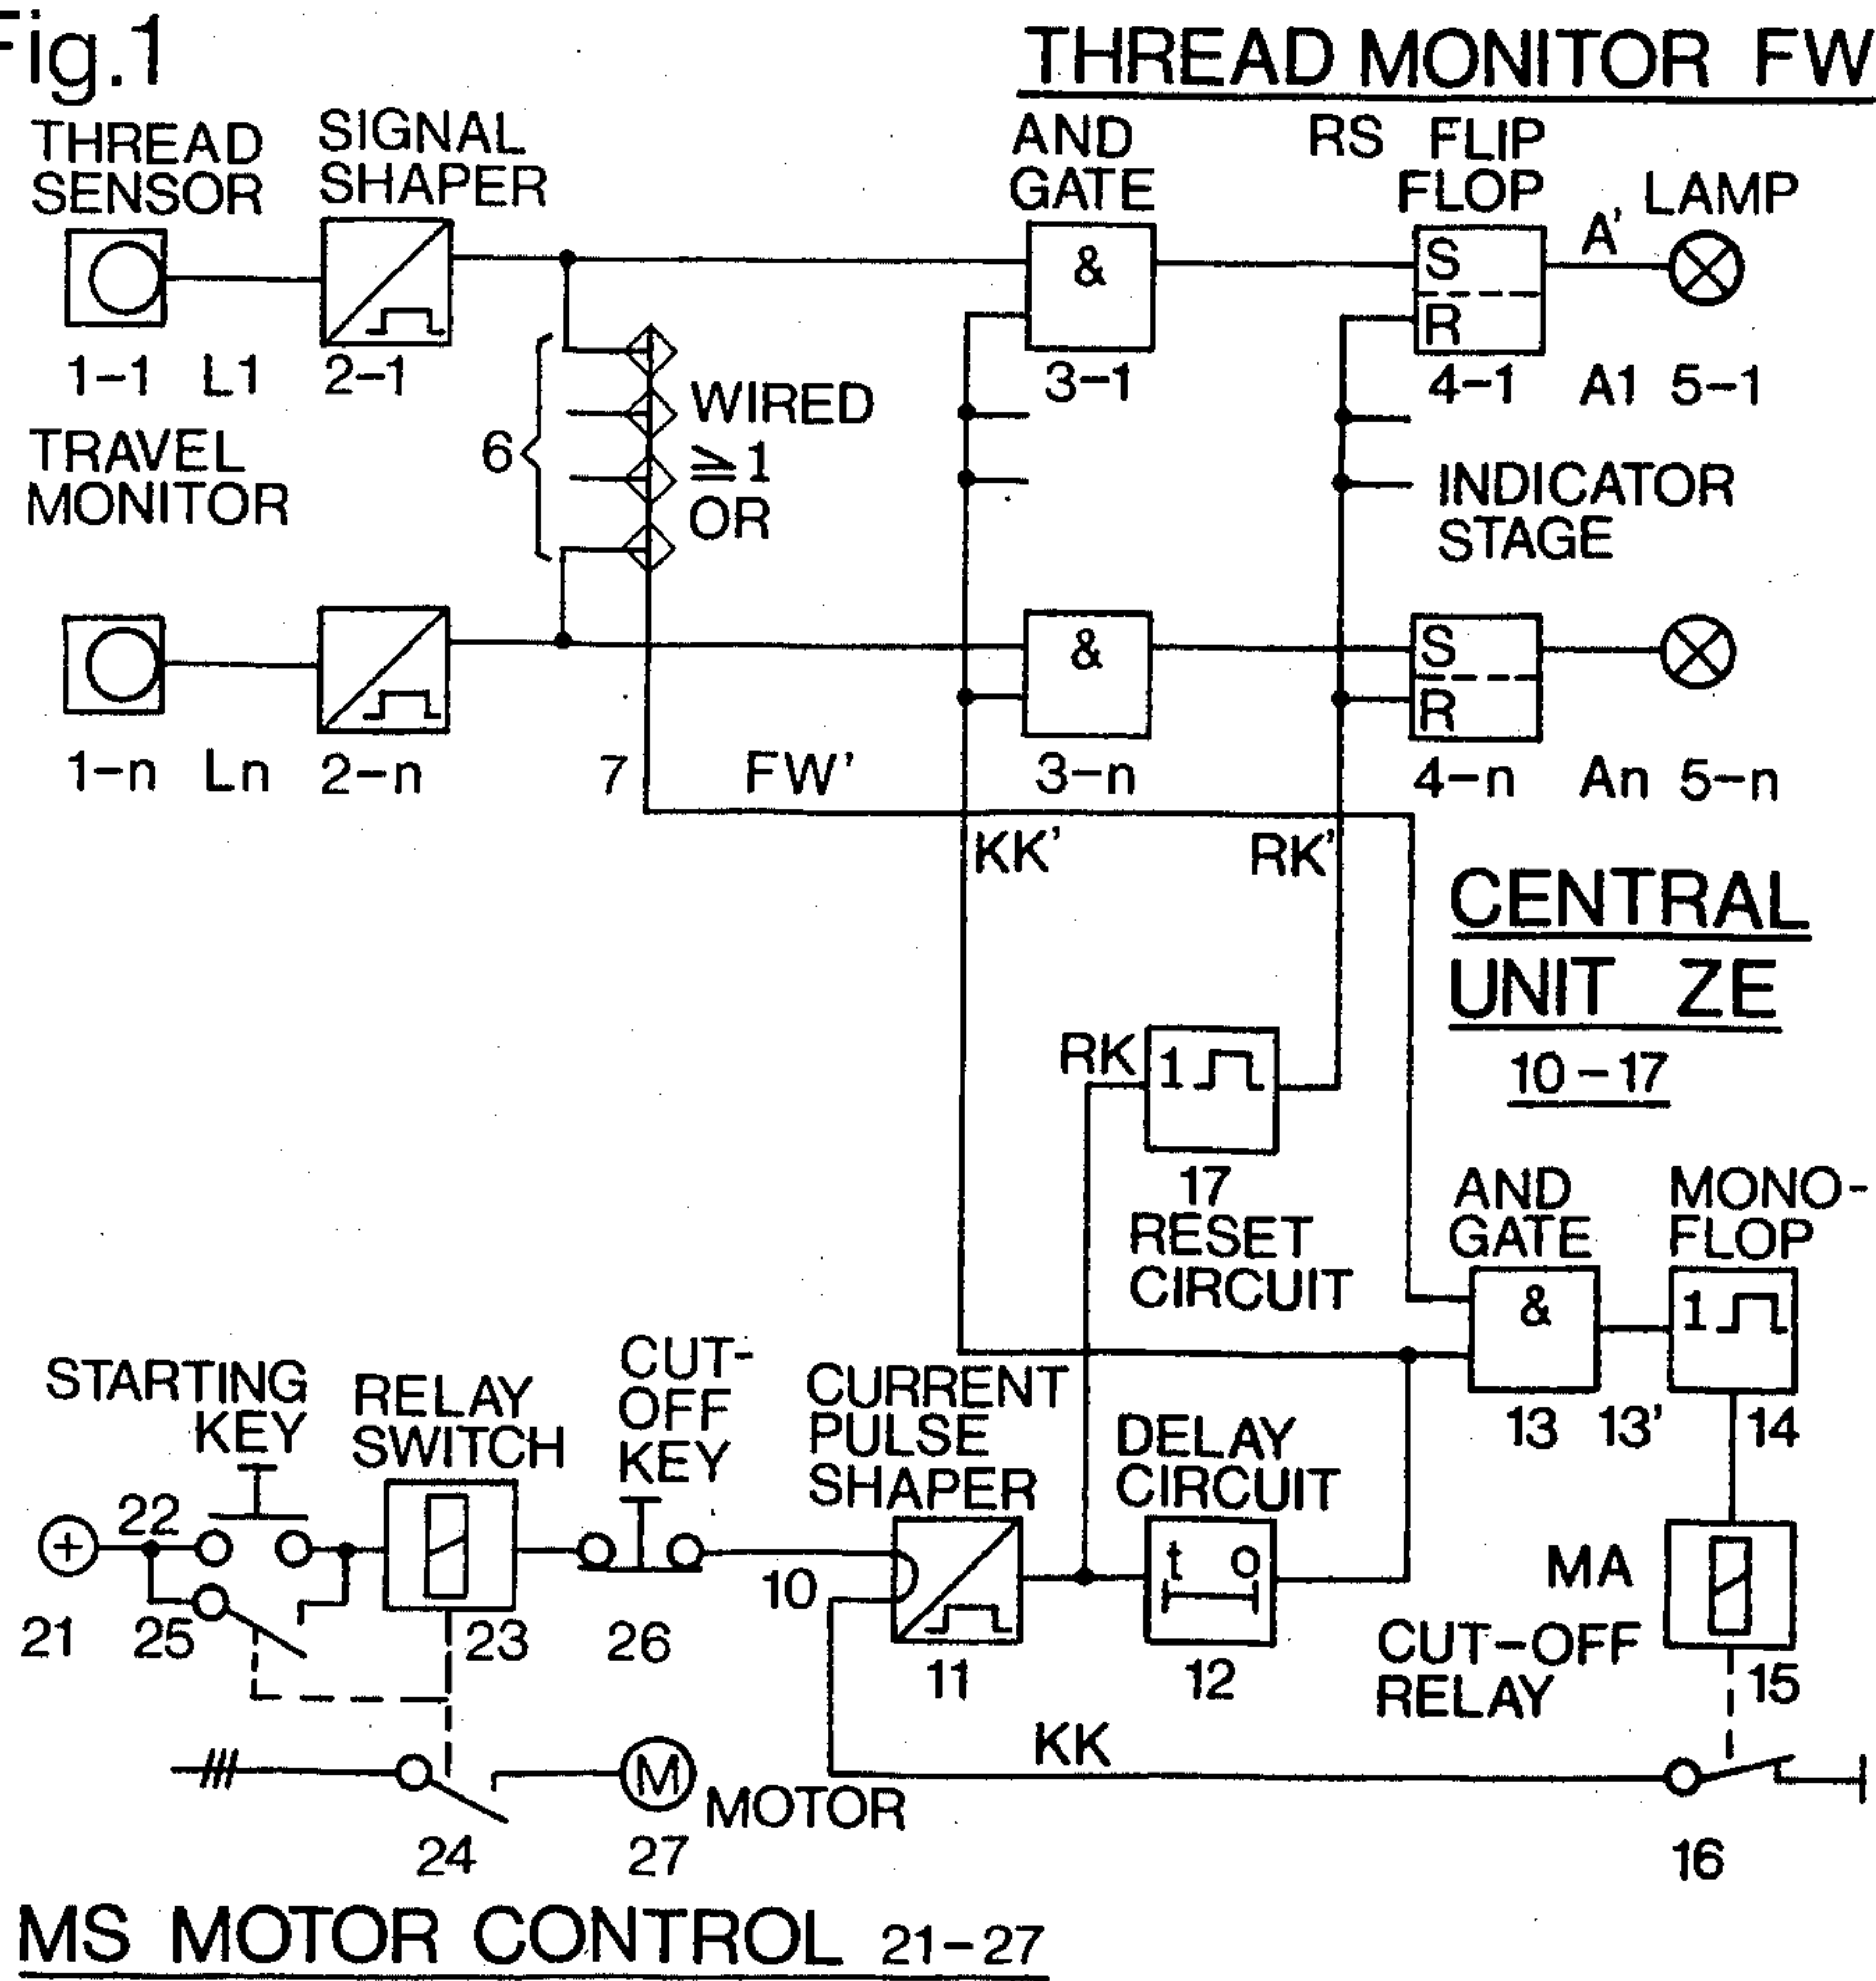 Fig.1
THREAD MONITOR FW
THREAD
SENSOR
SIGNAL
SHAPER
AND
GATE
RS FLIP
FLOP
A' LAMP
&
S
R
1-1 L1 2-1
3-1
4-1 A1 5-1
TRAVEL
MONITOR
6
WIRED
≧1
OR
INDICATOR
STAGE
&
S
R
1-n Ln 2-n
7 FW'
3-n
4-n An 5-n
KK'
RK'
CENTRAL
UNIT ZE
10-17
RK
1
17
RESET
CIRCUIT
AND
GATE
MONO-
FLOP
&
1
13 13' 14
STARTING
KEY
RELAY
SWITCH
CUT-
OFF
KEY
CURRENT
PULSE
SHAPER
DELAY
CIRCUIT
+
22
t o
10
21 25 23 26
11
12
MA
CUT-OFF
RELAY
15
KK
M
MOTOR
24 27
16
MS MOTOR CONTROL 21-27